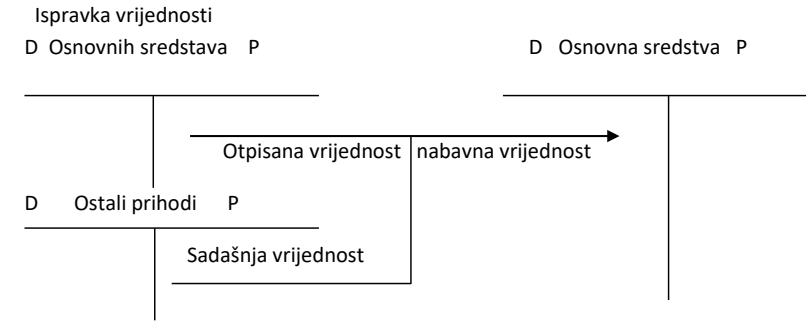 Ispravka vrijednosti
D Osnovnih sredstava P
D Osnovna sredstva P
Otpisana vrijednost nabavna vrijednost
D Ostali prihodi P
Sadašnja vrijednost